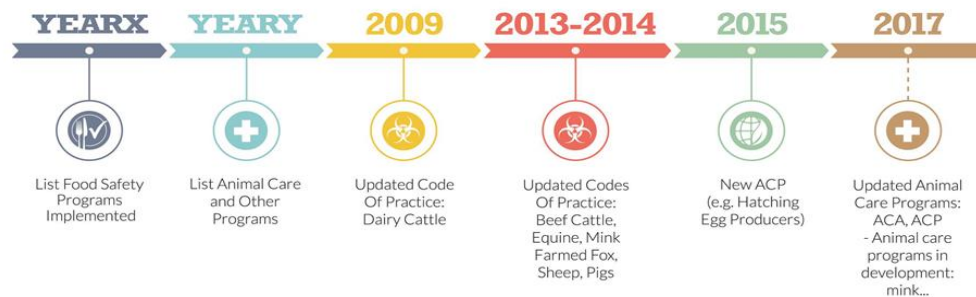 YEARX
YEARY
2009
2013-2014
2015
2017
List Food Safety
Programs
Implemented
List Animal Care
and Other
Programs
Updated Code
Of Practice:
Dairy Cattle
Updated Codes
Of Practice:
Beef Cattle,
Equine, Mink
Farmed Fox,
Sheep, Pigs
New ACP
(e.g. Hatching
Egg Producers)
Updated Animal
Care Programs:
ACA, ACP
- Animal care
programs in
development:
mink...